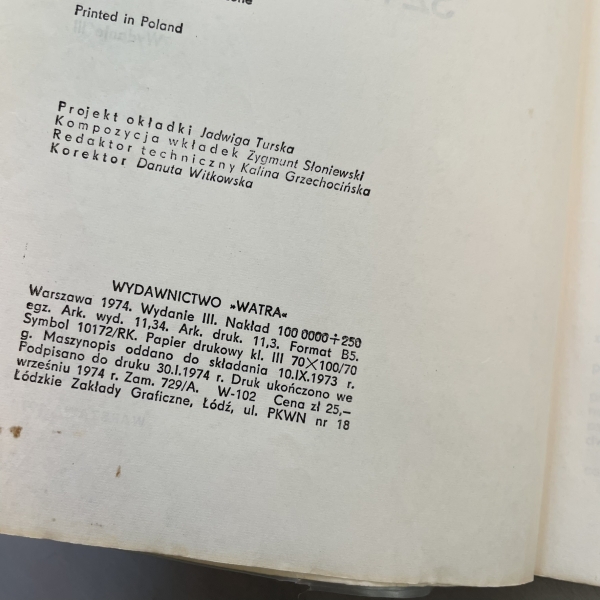 Printed in Poland
Projekt okładki Jadwiga Turska
Kompozycja wkładek Zygmunt Słoniewski
Redaktor techniczny Kalina Grzechocińska
Korektor Danuta Witkowska
WYDAWNICTWO »WATRA«
Warszawa 1974. Wydanie III. Nakład 100 0000+250
egz. Ark. wyd. 11,34. Ark. druk. 11,3. Format B5.
Symbol 10172/RK. Papier drukowy kl. III 70×100/70
g. Maszynopis oddano do składania 10.IX.1973 r.
Podpisano do druku 30.I.1974 r. Druk ukończono we
wrześniu 1974 r. Zam. 729/A. W-102 Cena zł 25,–
Łódzkie Zakłady Graficzne, Łódź, ul. PKWN nr 18